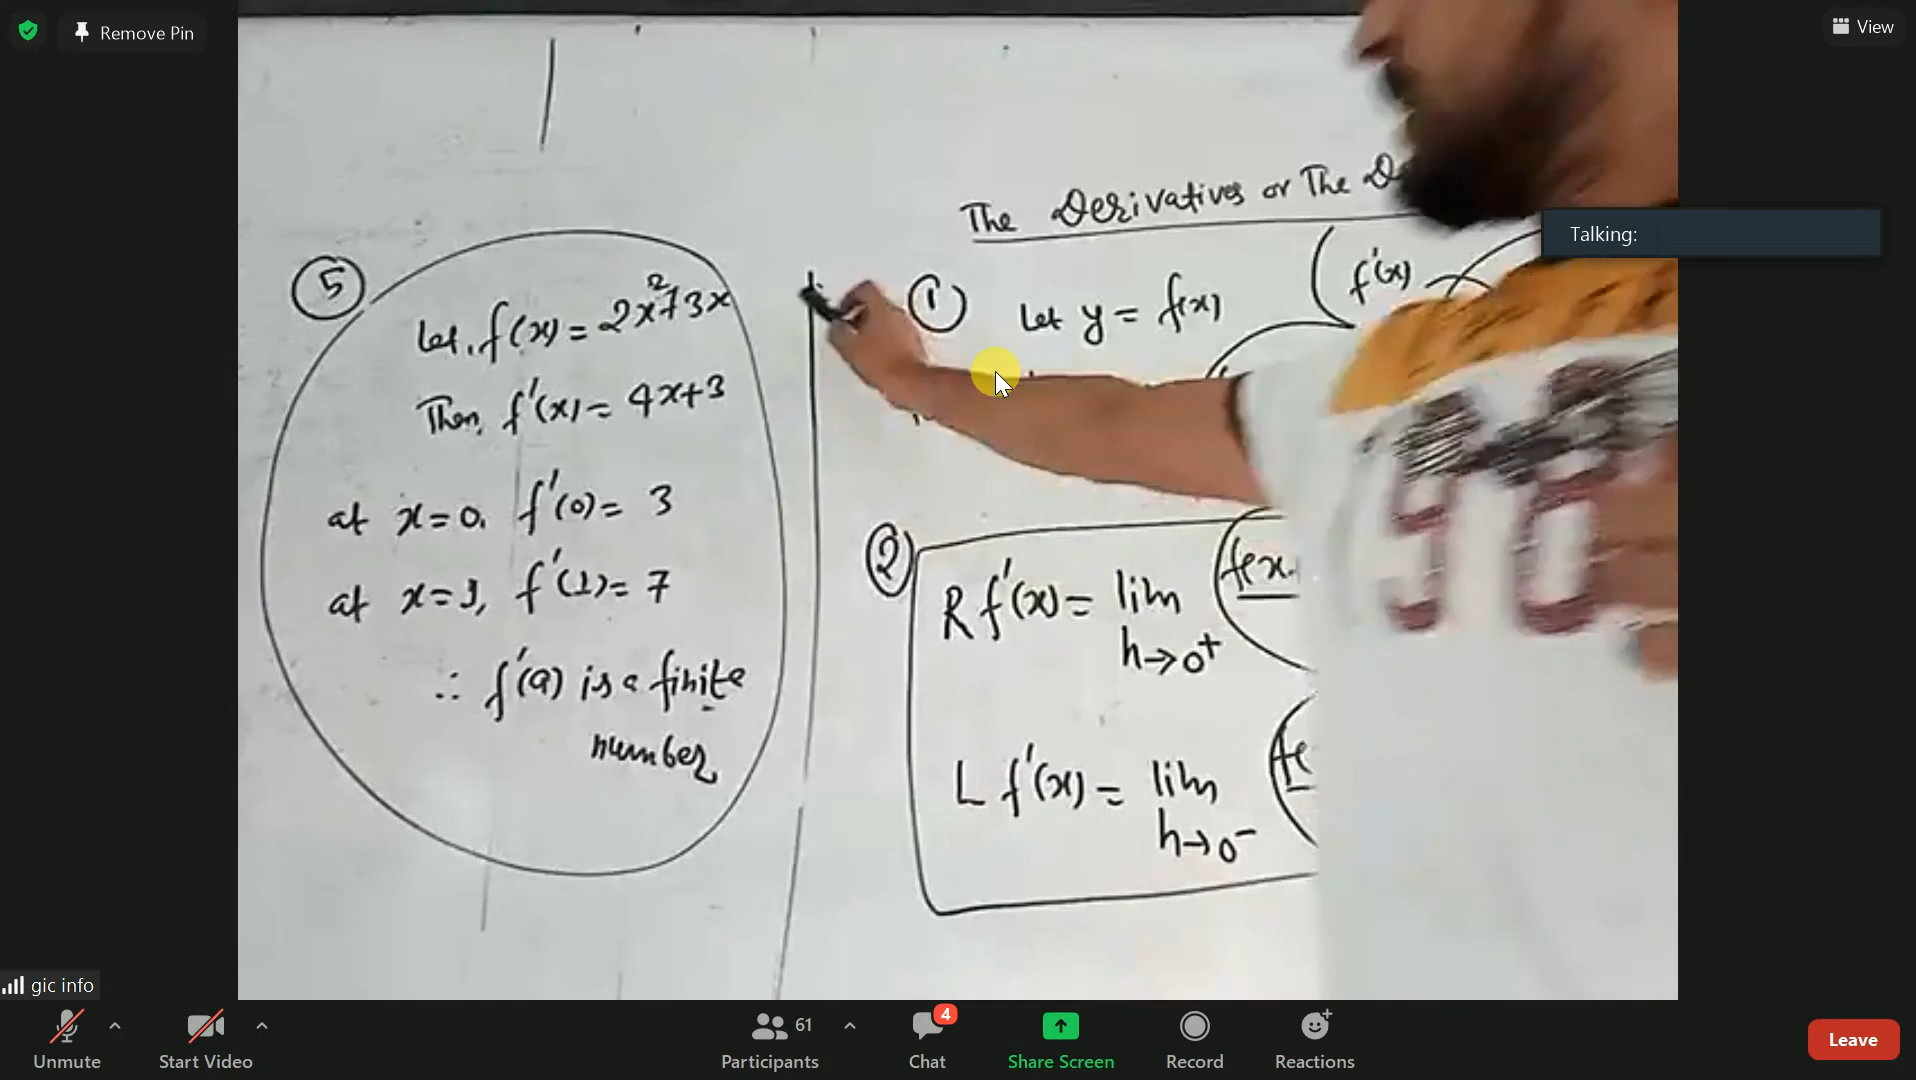 Remove Pin
View
The Derivatives or The
Talking:
5
Let, f(x) = 2x²+3x
Then, f'(x) = 4x+3
at x=0, f'(0) = 3
at x=1, f'(1) = 7
∴ f'(a) is a finite
number
1
Let y = f(x)
f'(x)
2
R f'(x) = lim
h→0⁺
L f'(x) = lim
h→0⁻
gic info
Unmute
Start Video
61
Participants
4
Chat
Share Screen
Record
Reactions
Leave